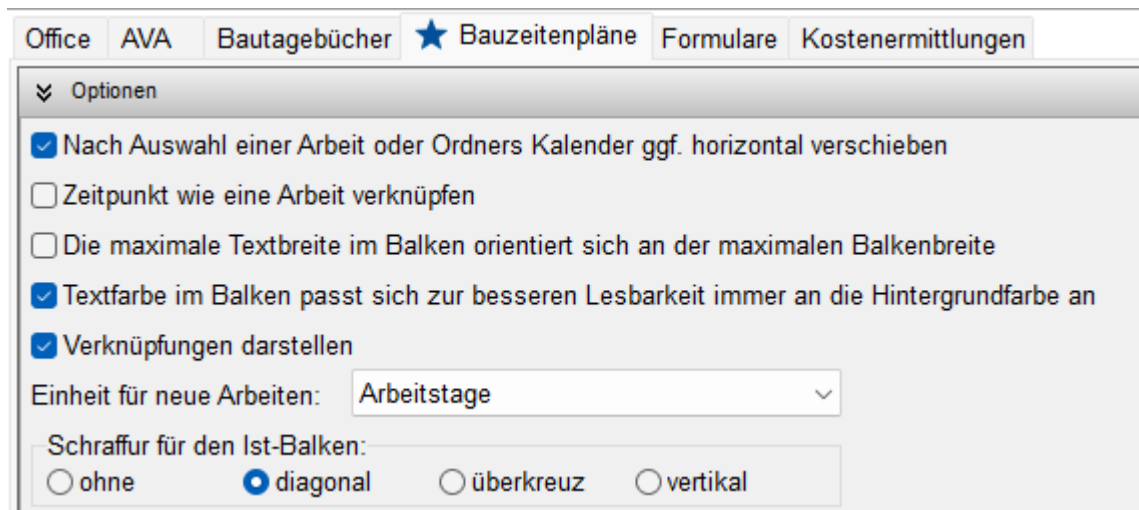 Office AVA Bautagebücher Bauzeitenpläne Formulare Kostenermittlungen
Optionen
Nach Auswahl einer Arbeit oder Ordners Kalender ggf. horizontal verschieben
Zeitpunkt wie eine Arbeit verknüpfen
Die maximale Textbreite im Balken orientiert sich an der maximalen Balkenbreite
Textfarbe im Balken passt sich zur besseren Lesbarkeit immer an die Hintergrundfarbe an
Verknüpfungen darstellen
Einheit für neue Arbeiten: Arbeitstage
Schraffur für den Ist-Balken:
ohne diagonal überkreuz vertikal